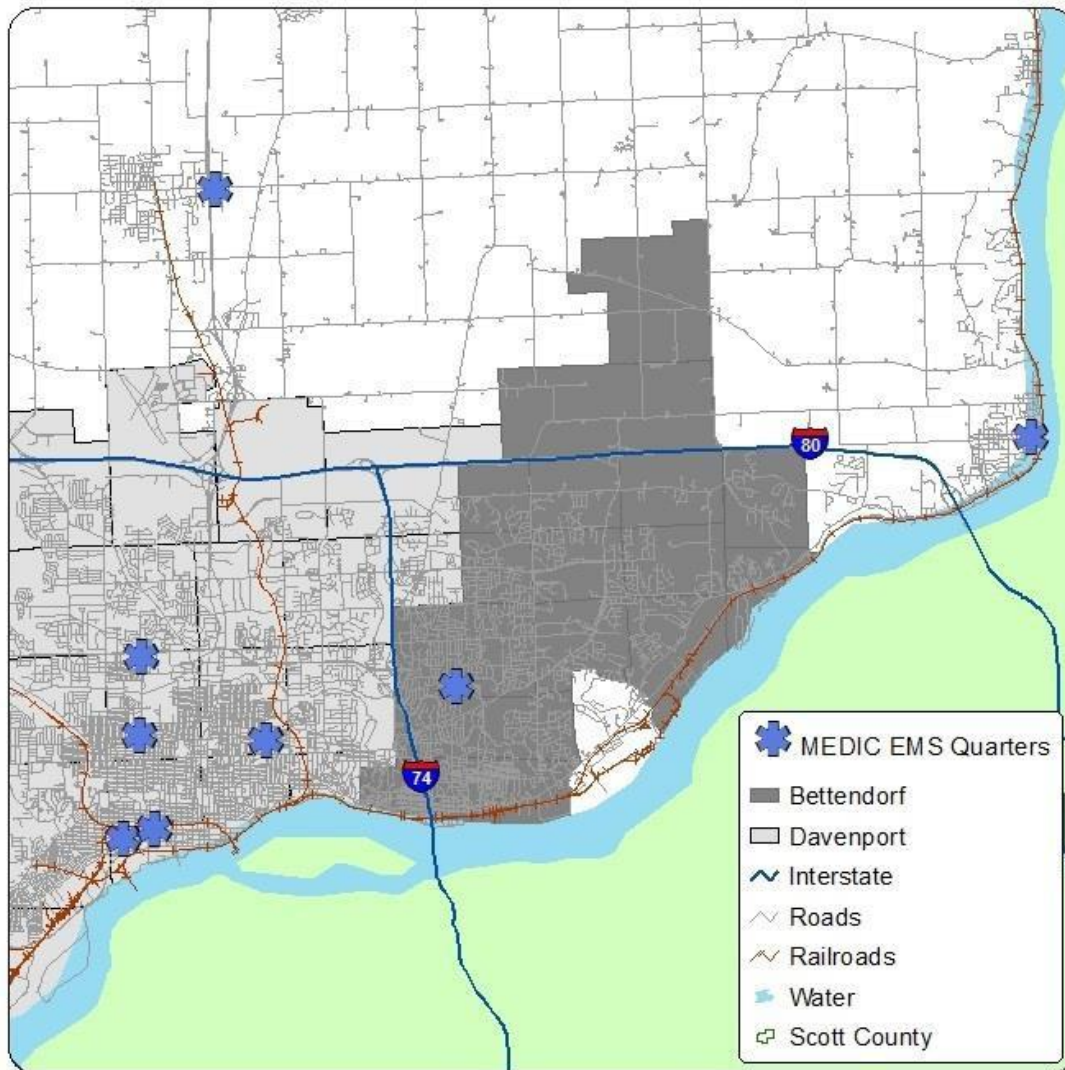 80
74
MEDIC EMS Quarters
Bettendorf
Davenport
Interstate
Roads
Railroads
Water
Scott County